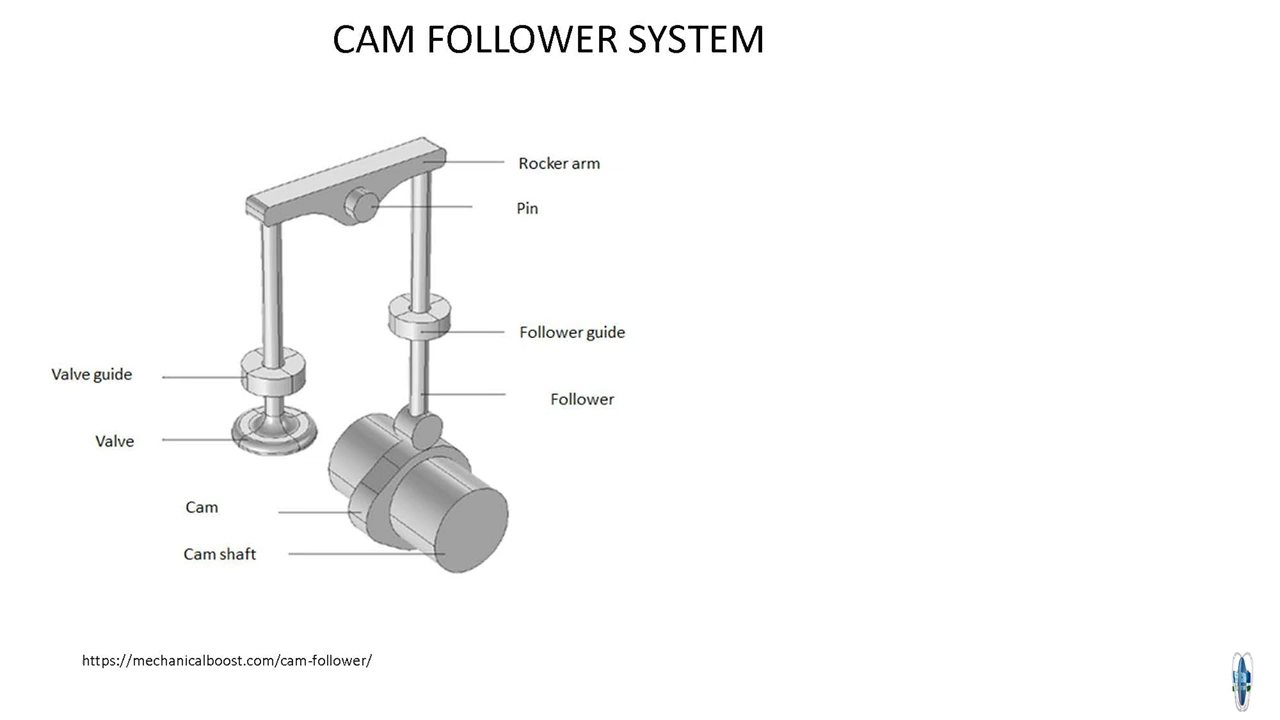 CAM FOLLOWER SYSTEM
Rocker arm
Pin
Follower guide
Valve guide
Follower
Valve
Cam
Cam shaft
https://mechanicalboost.com/cam-follower/